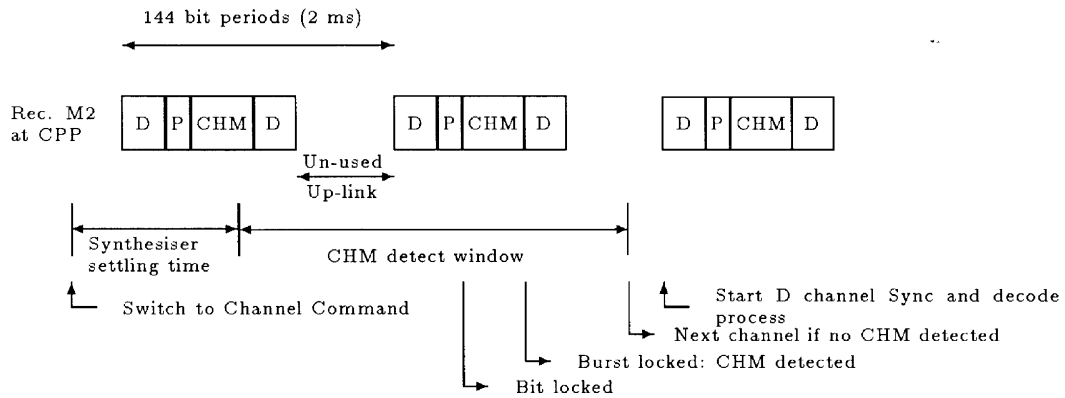 144 bit periods (2 ms)
Rec. M2
at CPP
D P CHM D
D P CHM D
D P CHM D
Un-used
Up-link
Synthesiser
settling time
CHM detect window
Switch to Channel Command
Start D channel Sync and decode
process
Next channel if no CHM detected
Burst locked: CHM detected
Bit locked